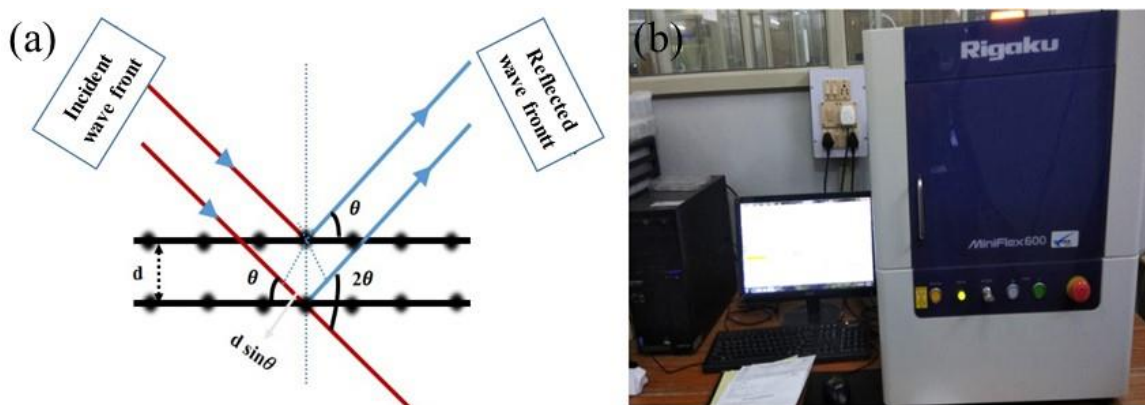 (a)
Incident
wave front
Reflected
wave frontt
θ
d
θ
2θ
d sinθ
(b)
Rigaku
MiniFlex600